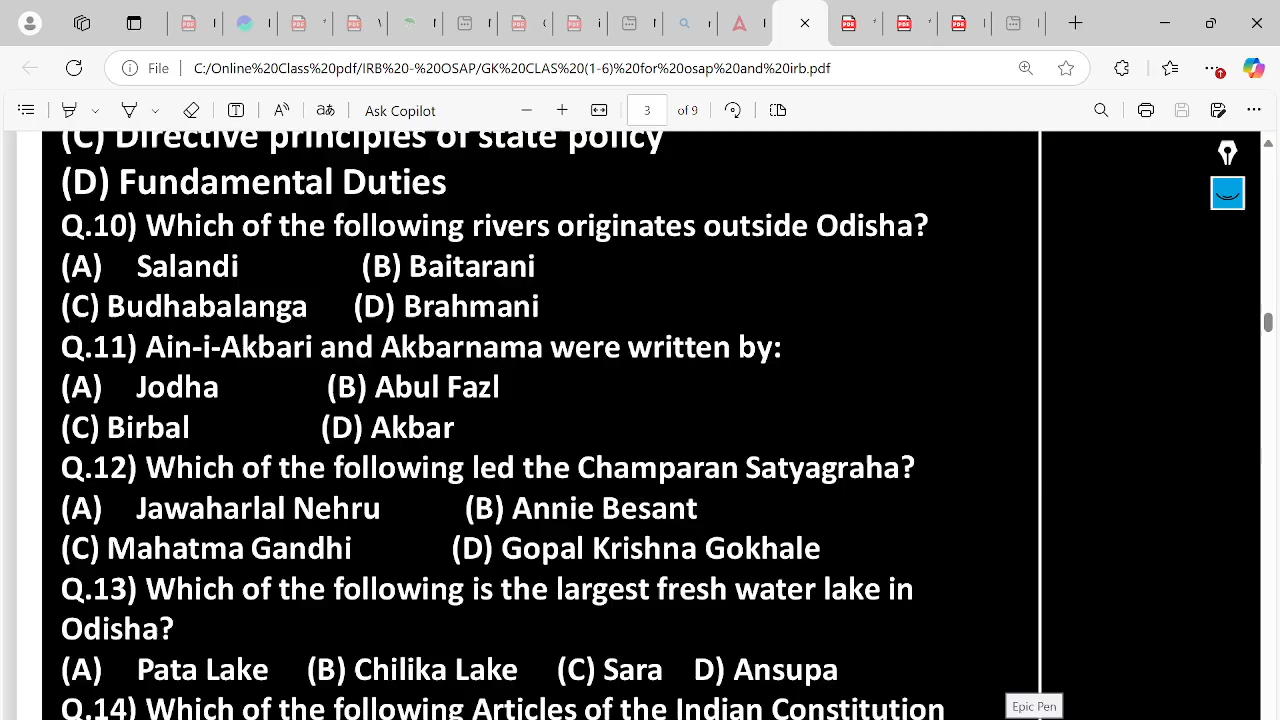 File C:/Online%20Class%20pdf/IRB%20-%20OSAP/GK%20CLAS%20(1-6)%20for%20osap%20and%20irb.pdf
aあ Ask Copilot 3 of 9
(C) Directive principles of state policy
(D) Fundamental Duties
Q.10) Which of the following rivers originates outside Odisha?
(A) Salandi (B) Baitarani
(C) Budhabalanga (D) Brahmani
Q.11) Ain-i-Akbari and Akbarnama were written by:
(A) Jodha (B) Abul Fazl
(C) Birbal (D) Akbar
Q.12) Which of the following led the Champaran Satyagraha?
(A) Jawaharlal Nehru (B) Annie Besant
(C) Mahatma Gandhi (D) Gopal Krishna Gokhale
Q.13) Which of the following is the largest fresh water lake in
Odisha?
(A) Pata Lake (B) Chilika Lake (C) Sara D) Ansupa
Q.14) Which of the following Articles of the Indian Constitution
Epic Pen